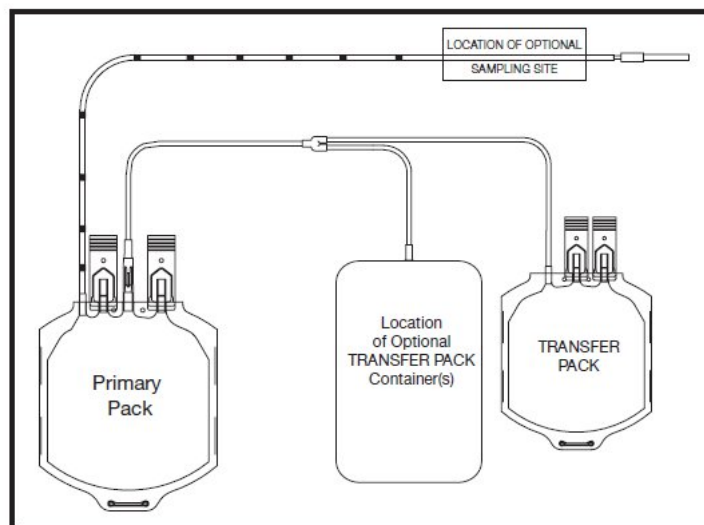 LOCATION OF OPTIONAL
SAMPLING SITE
Primary
Pack
Location
of Optional
TRANSFER PACK
Container(s)
TRANSFER
PACK